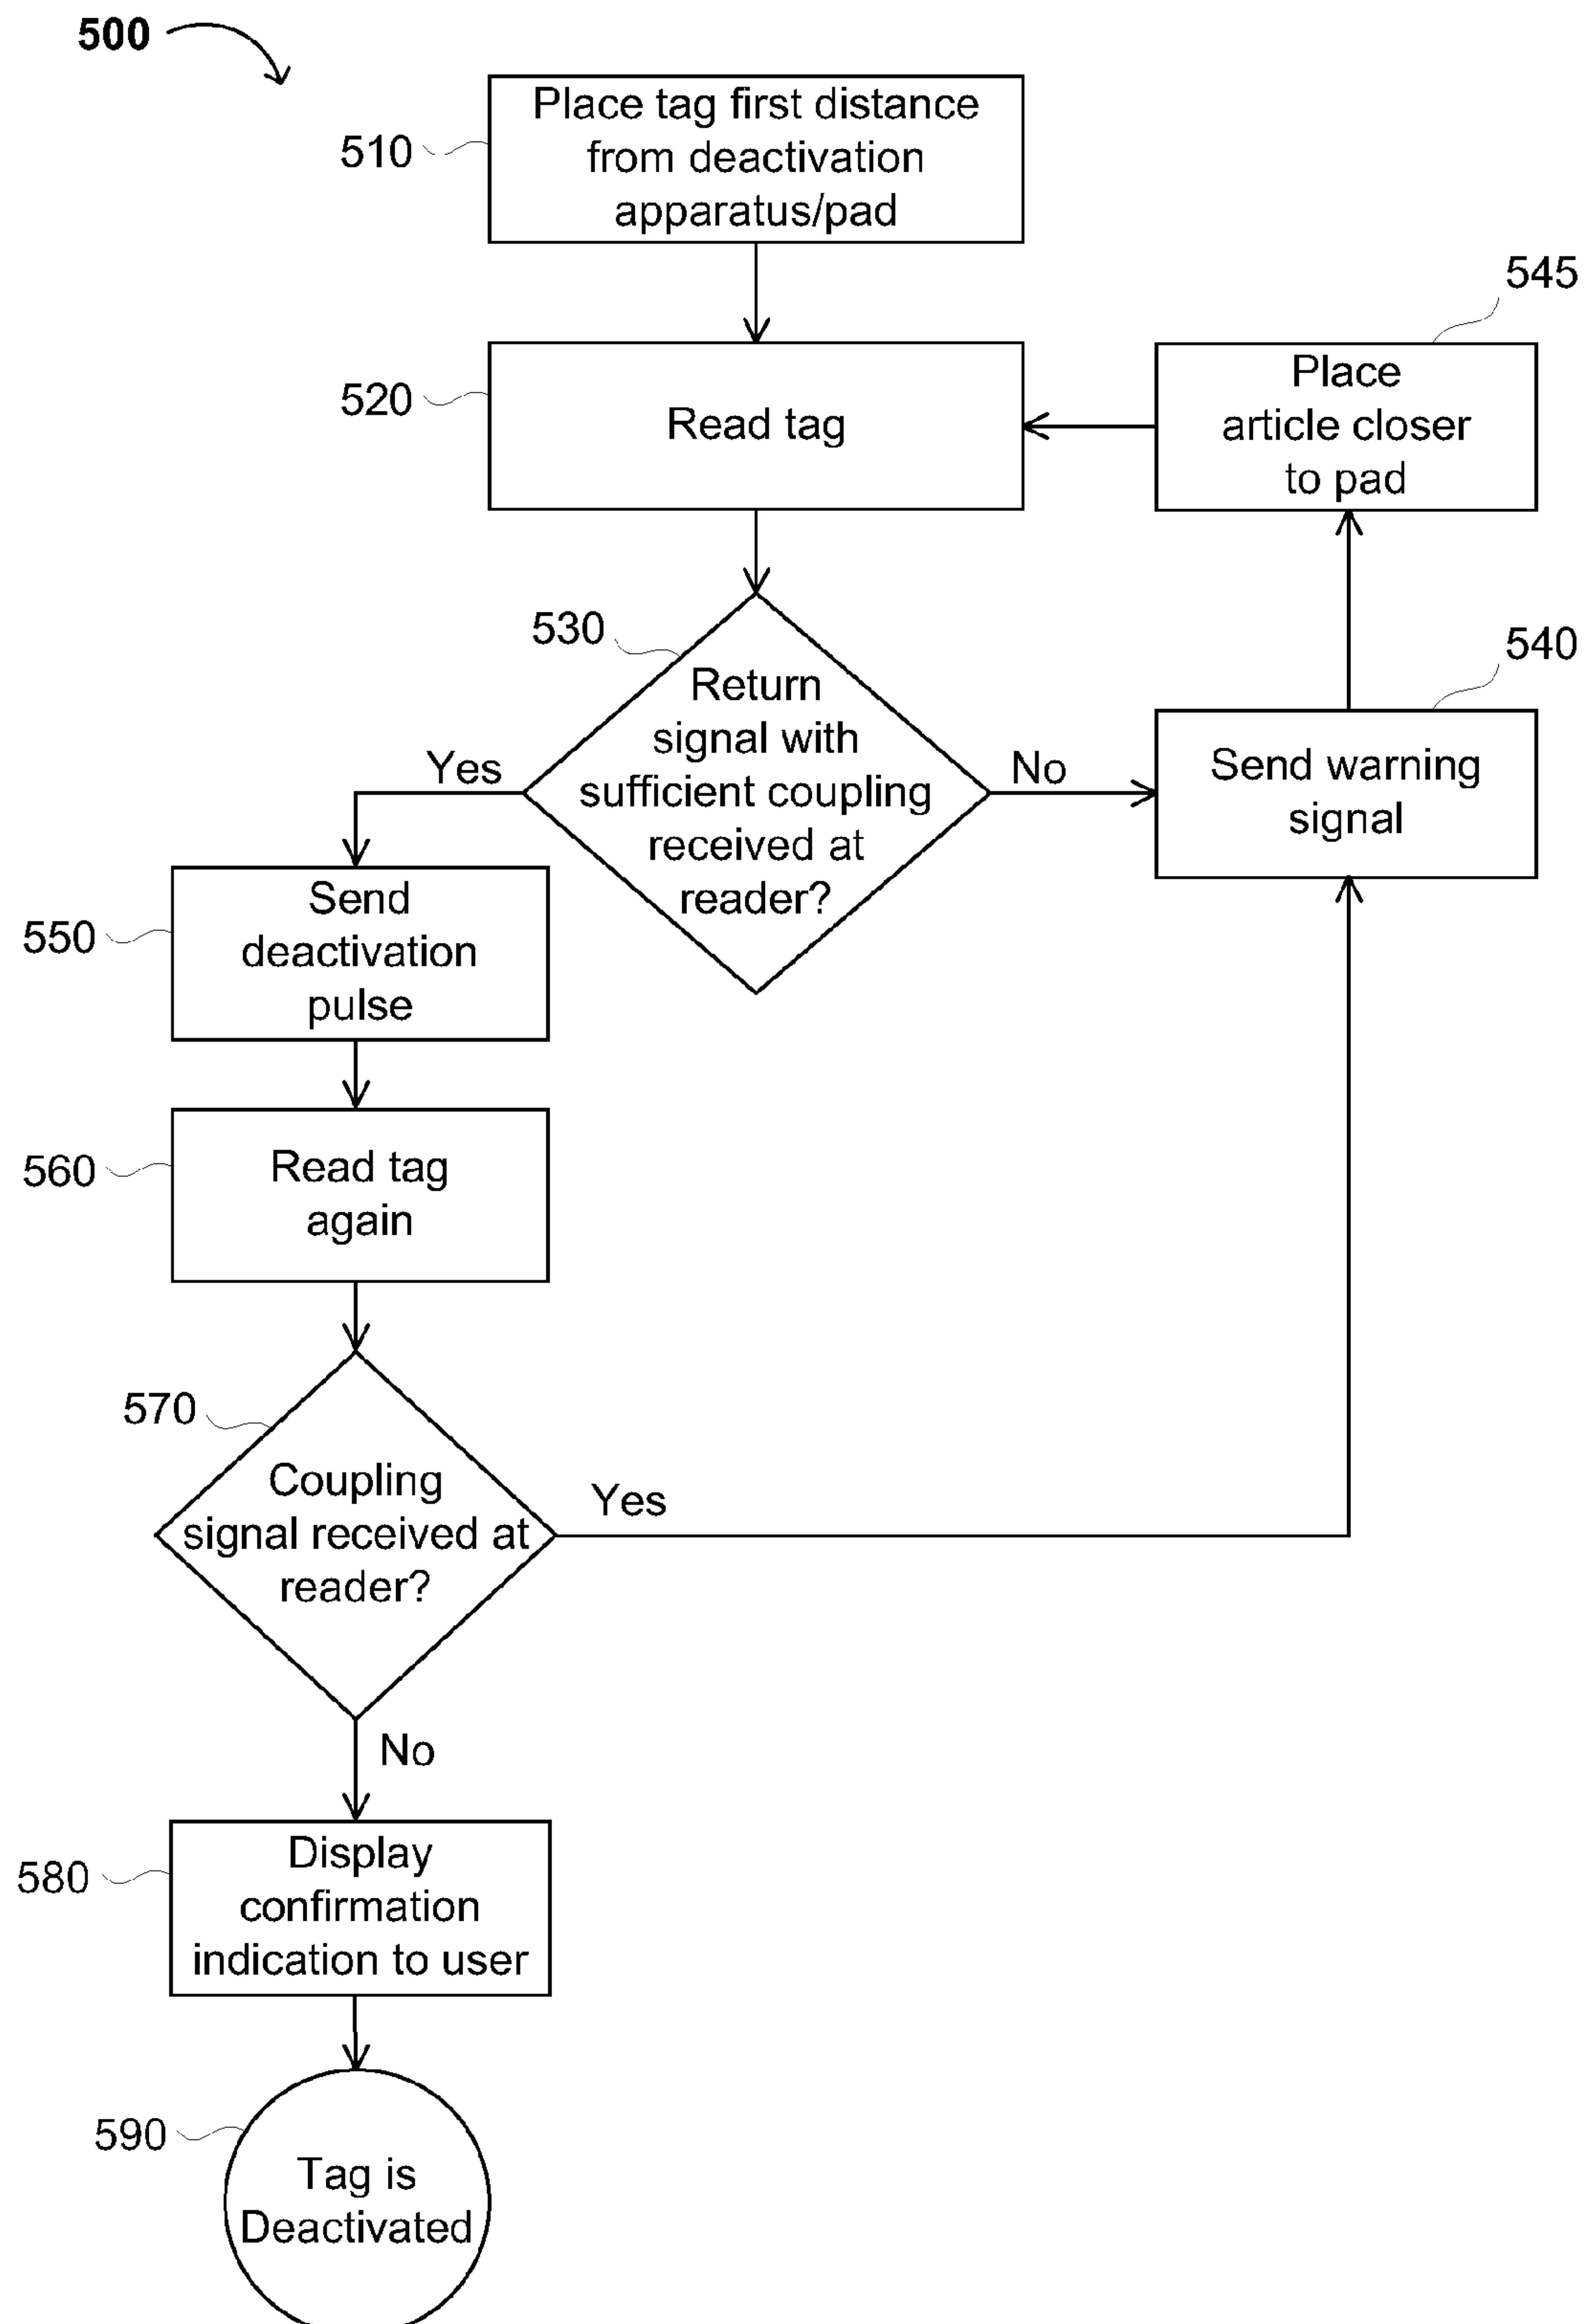 500
Place tag first distance
from deactivation
apparatus/pad
510
545
Place
article closer
to pad
520
Read tag
530
Return
signal with
sufficient coupling
received at
reader?
Yes
No
540
Send warning
signal
550
Send
deactivation
pulse
560
Read tag
again
570
Coupling
signal received at
reader?
Yes
No
580
Display
confirmation
indication to user
590
Tag is
Deactivated